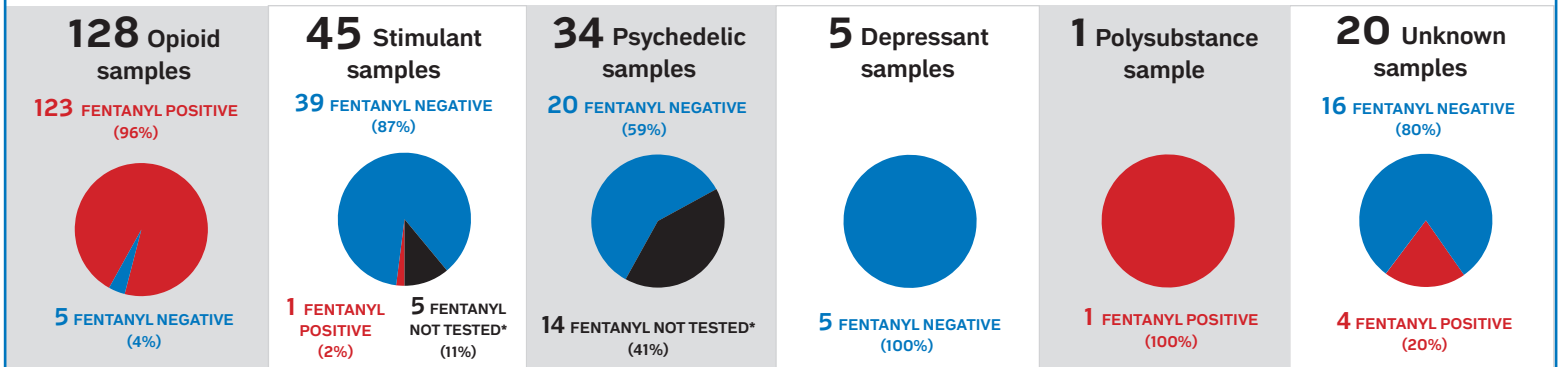 128 Opioid
samples
123 FENTANYL POSITIVE
(96%)
5 FENTANYL NEGATIVE
(4%)
45 Stimulant
samples
39 FENTANYL NEGATIVE
(87%)
1 FENTANYL
POSITIVE
(2%)
5 FENTANYL
NOT TESTED*
(11%)
34 Psychedelic
samples
20 FENTANYL NEGATIVE
(59%)
14 FENTANYL NOT TESTED*
(41%)
5 Depressant
samples
5 FENTANYL NEGATIVE
(100%)
1 Polysubstance
sample
1 FENTANYL POSITIVE
(100%)
20 Unknown
samples
16 FENTANYL NEGATIVE
(80%)
4 FENTANYL POSITIVE
(20%)